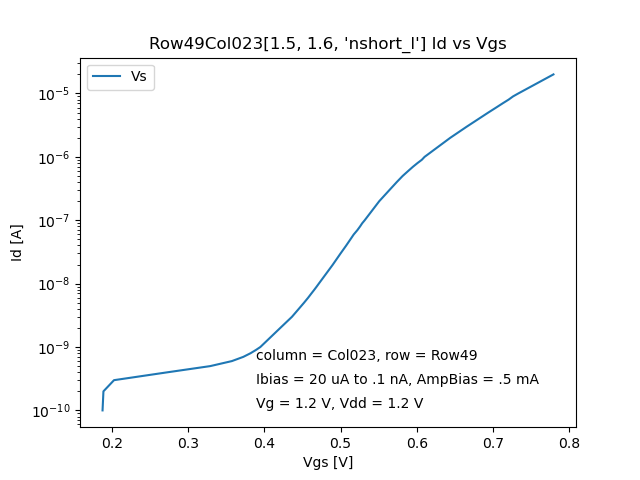 Row49Col023[1.5, 1.6, 'nshort_l'] Id vs Vgs
Vs
10⁻⁵
10⁻⁶
10⁻⁷
10⁻⁸
10⁻⁹
10⁻¹⁰
Id [A]
column = Col023, row = Row49
Ibias = 20 uA to .1 nA, AmpBias = .5 mA
Vg = 1.2 V, Vdd = 1.2 V
0.2 0.3 0.4 0.5 0.6 0.7 0.8
Vgs [V]